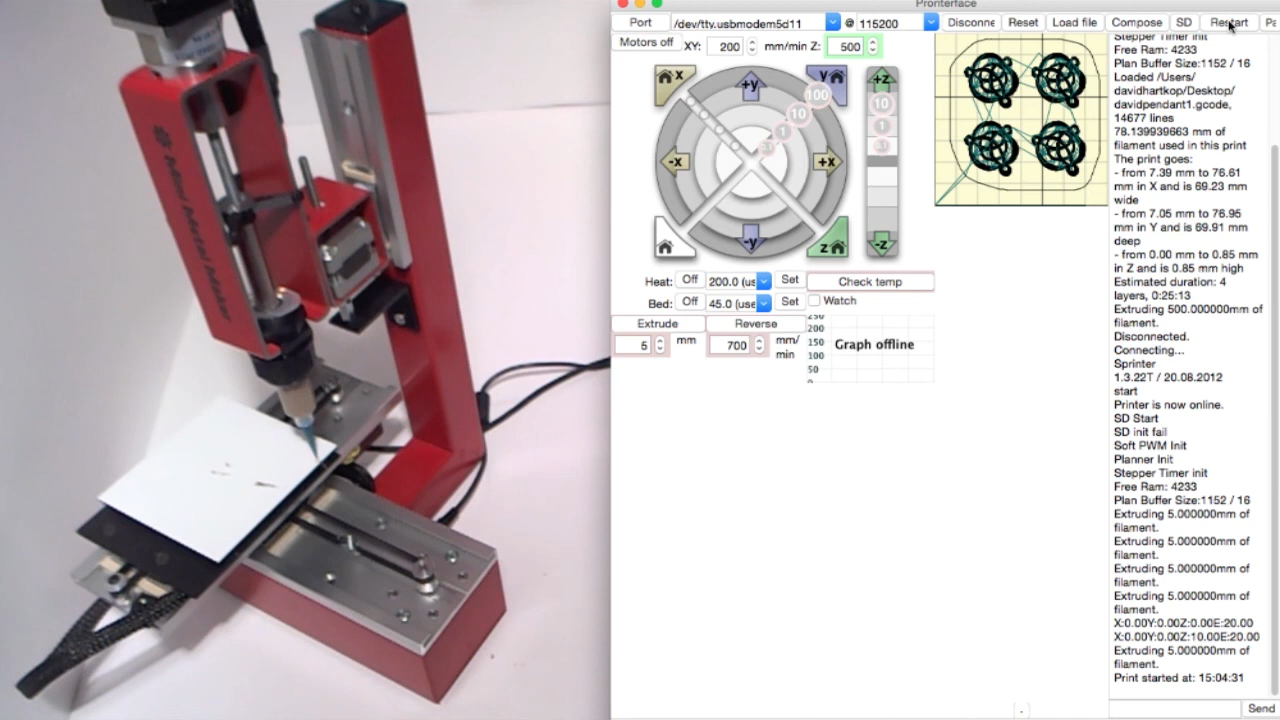 Pronterface
Port
/dev/tty.usbmodem5d11
@
115200
Disconne
Reset
Load file
Compose
SD
Restart
Pa
Motors off
XY:
200
mm/min Z:
500
x
+y
y
100
10
1
0.1
-x
+x
-y
z
+z
10
1
0.1
-z
Heat:
Off
200.0 (us
Set
Check temp
Bed:
Off
45.0 (use
Set
Watch
Extrude
Reverse
5
mm
700
mm/
min
250
200
150
100
50
0
Graph offline
Mini Metal Maker
Stepper Timer init
Free Ram: 4233
Plan Buffer Size:1152 / 16
Loaded /Users/
davidhartkop/Desktop/
davidpendant1.gcode,
14677 lines
78.139939663 mm of
filament used in this print
The print goes:
- from 7.39 mm to 76.61
mm in X and is 69.23 mm
wide
- from 7.05 mm to 76.95
mm in Y and is 69.91 mm
deep
- from 0.00 mm to 0.85 mm
in Z and is 0.85 mm high
Estimated duration: 4
layers, 0:25:13
Extruding 500.000000mm of
filament.
Disconnected.
Connecting...
Sprinter
1.3.22T / 20.08.2012
start
Printer is now online.
SD Start
SD init fail
Soft PWM Init
Planner Init
Stepper Timer init
Free Ram: 4233
Plan Buffer Size:1152 / 16
Extruding 5.000000mm of
filament.
Extruding 5.000000mm of
filament.
Extruding 5.000000mm of
filament.
Extruding 5.000000mm of
filament.
X:0.00Y:0.00Z:0.00E:20.00
X:0.00Y:0.00Z:10.00E:20.00
Extruding 5.000000mm of
filament.
Print started at: 15:04:31
Send